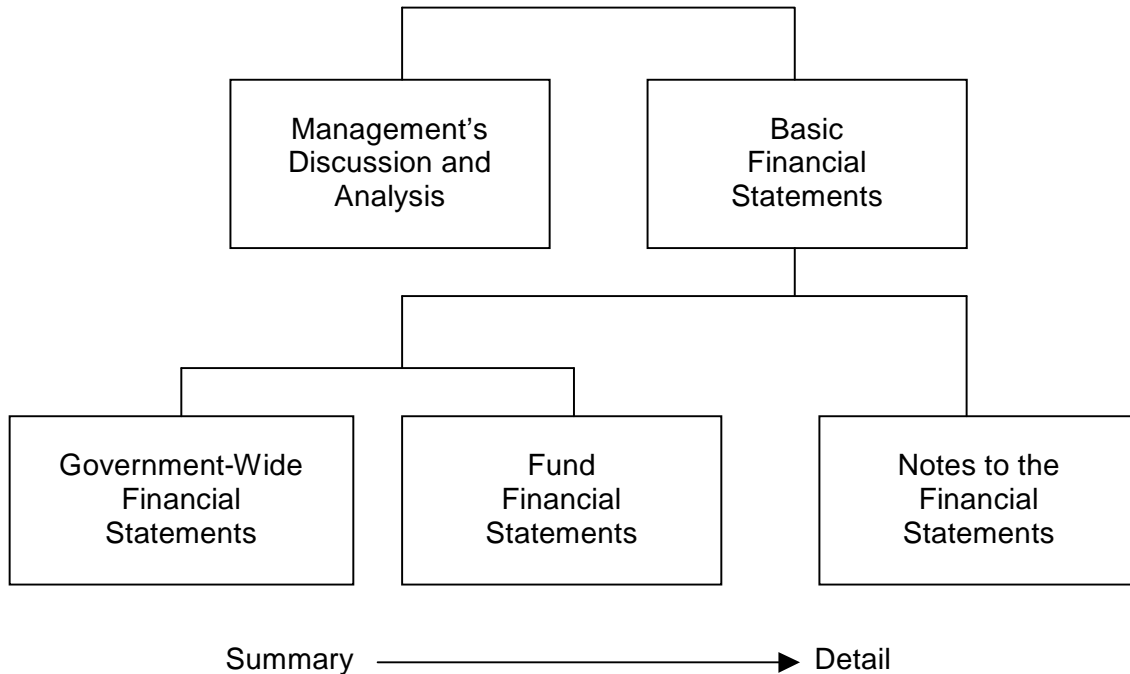 Management’s
Discussion and
Analysis
Basic
Financial
Statements
Government-Wide
Financial
Statements
Fund
Financial
Statements
Notes to the
Financial
Statements
Summary
Detail